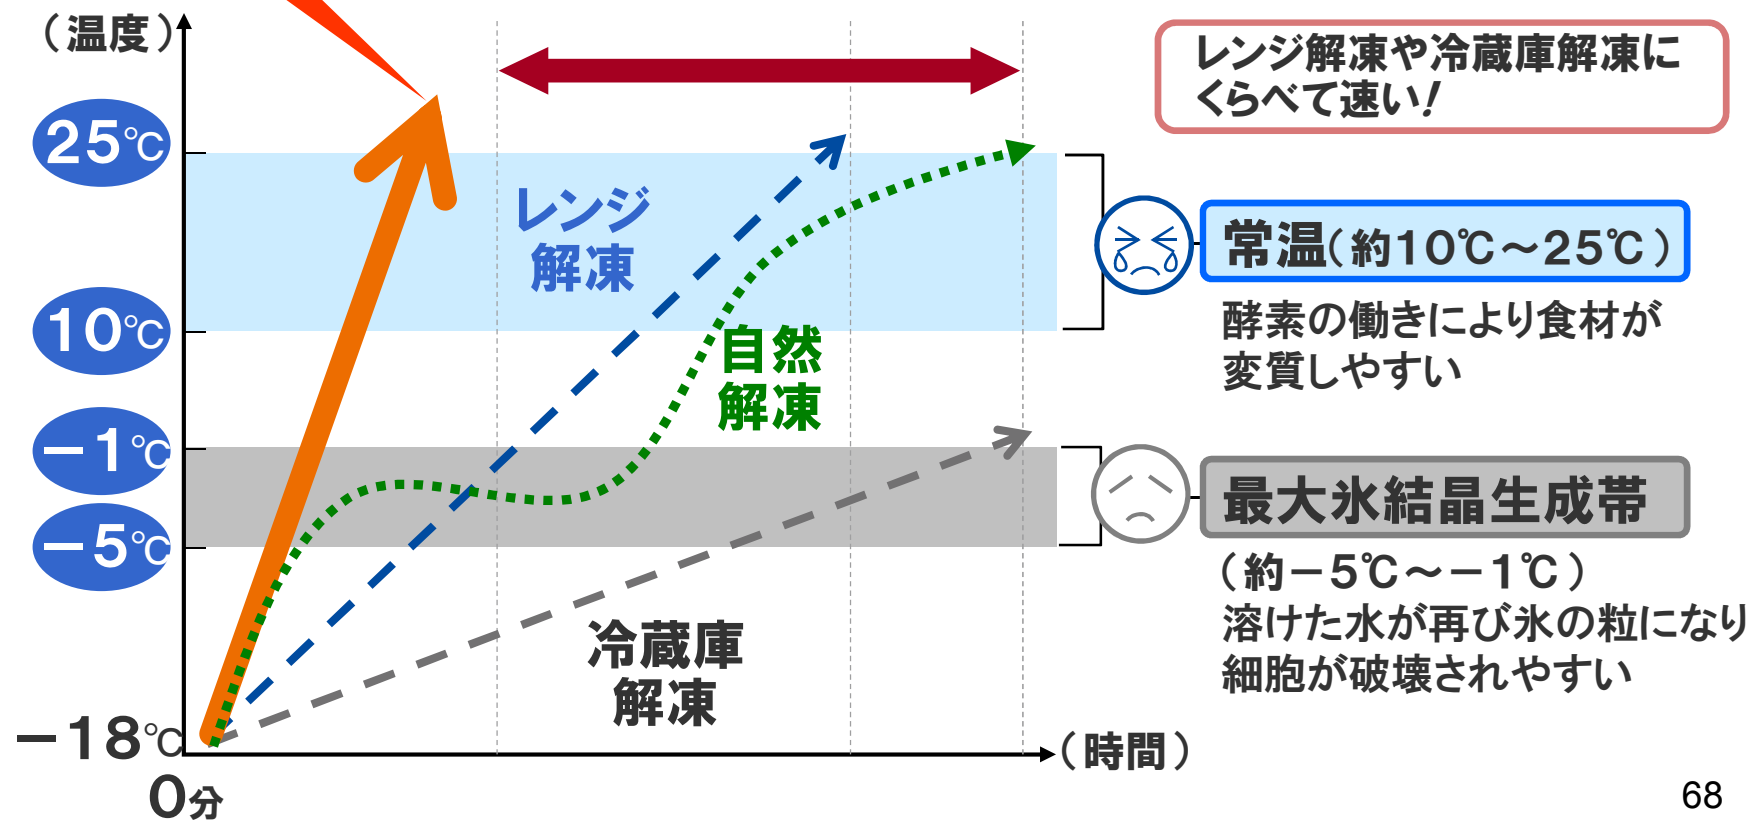 （温度）
25℃
10℃
－1℃
－5℃
－18℃
0分
（時間）
レンジ
解凍
自然
解凍
冷蔵庫
解凍
レンジ解凍や冷蔵庫解凍に
くらべて速い！
常温（約10℃～25℃）
酵素の働きにより食材が
変質しやすい
最大氷結晶生成帯
（約－5℃～－1℃）
溶けた水が再び氷の粒になり
細胞が破壊されやすい
68